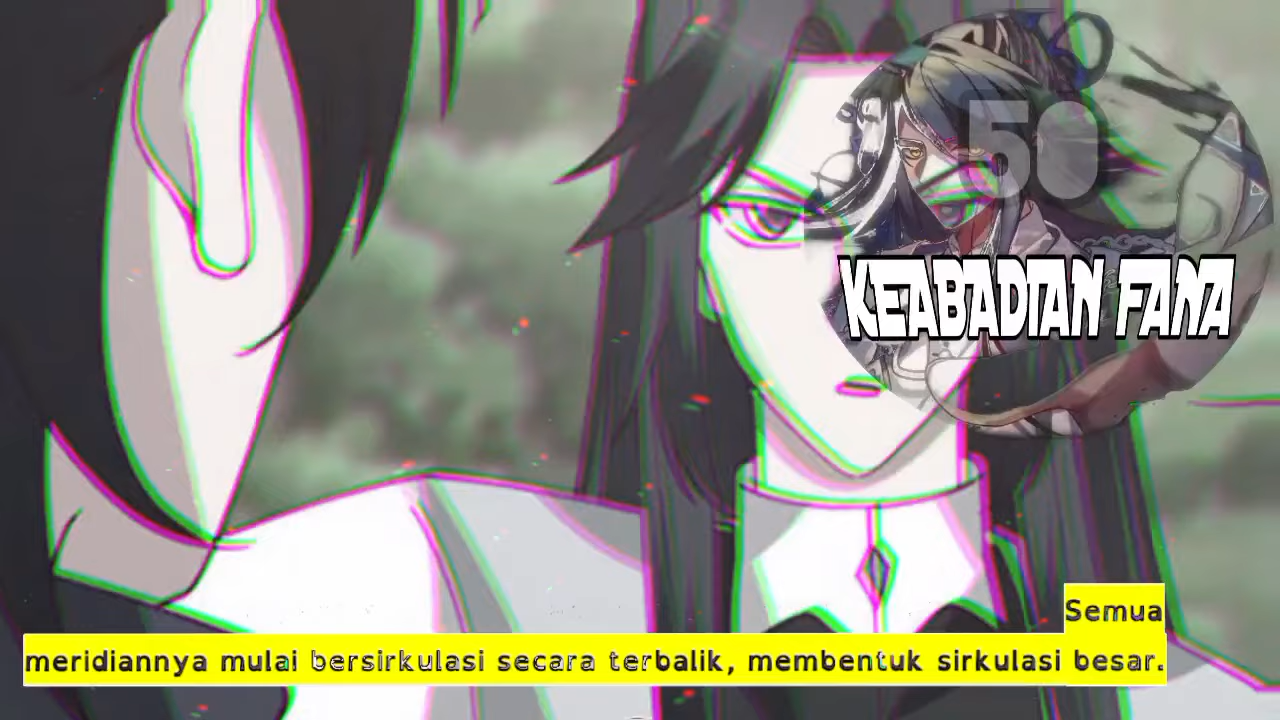 50
KEABADIAN FANA
Semua
meridiannya mulai bersirkulasi secara terbalik, membentuk sirkulasi besar.